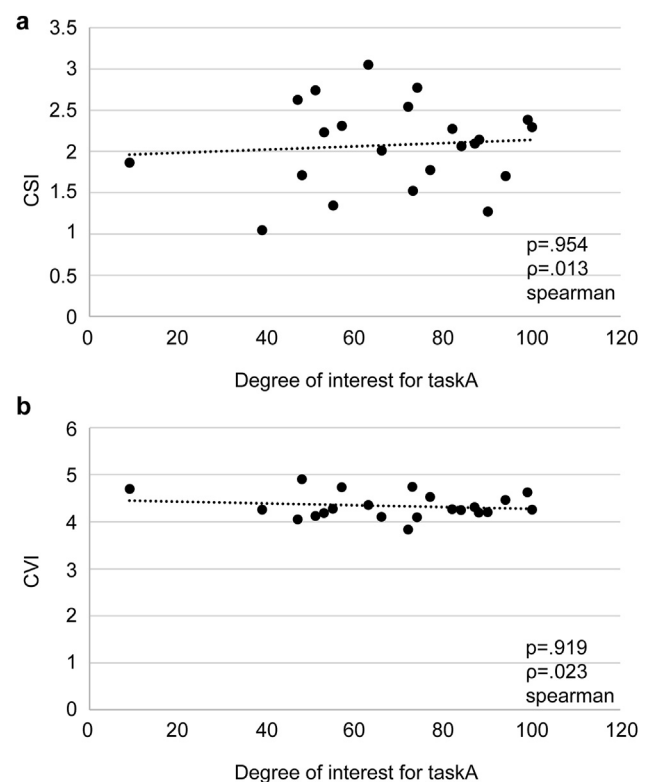 a
3.5
3
2.5
2
1.5
1
0.5
0
CSI
p=.954
ρ=.013
spearman
0 20 40 60 80 100 120
Degree of interest for taskA
b
6
5
4
3
2
1
0
CVI
p=.919
ρ=.023
spearman
0 20 40 60 80 100 120
Degree of interest for taskA